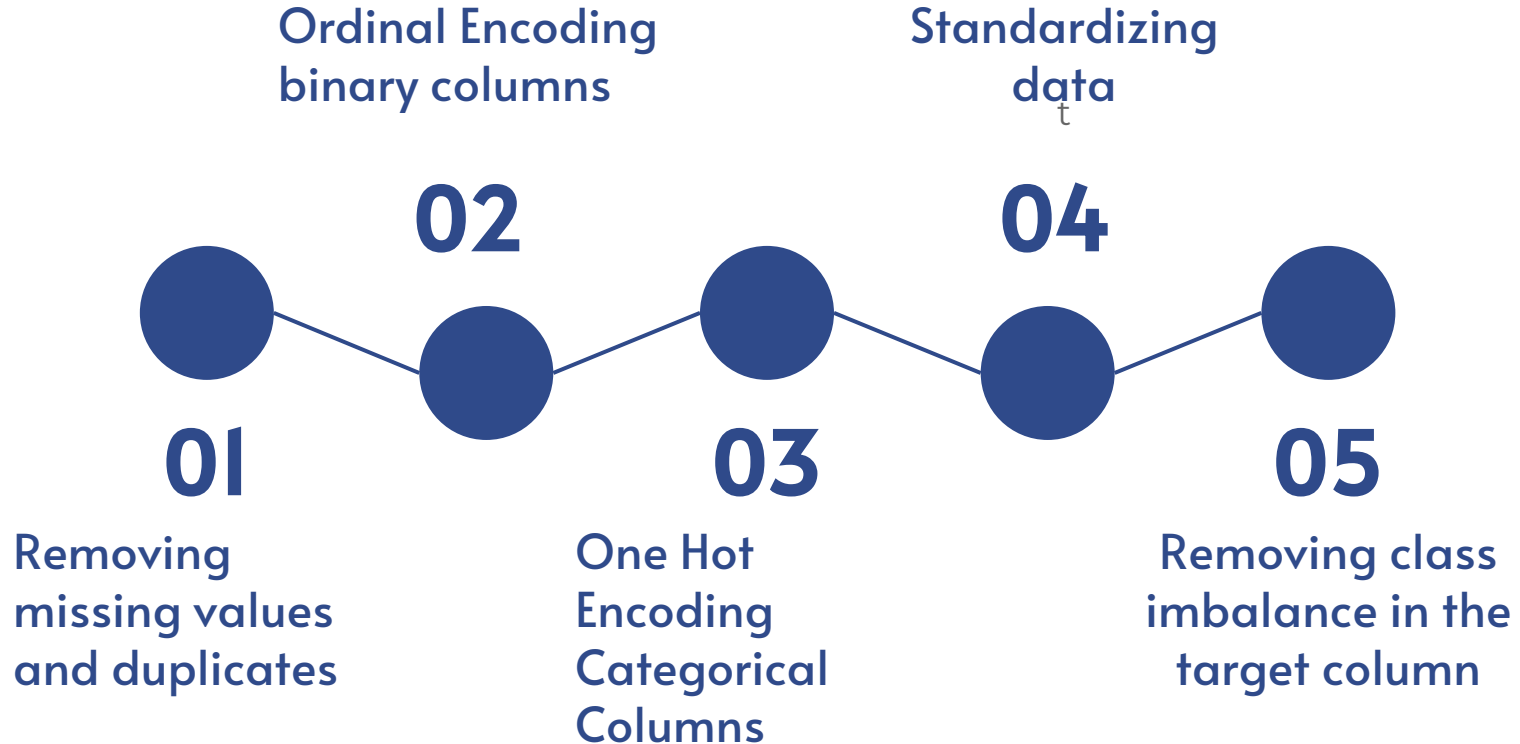 01
Removing
missing values
and duplicates
Ordinal Encoding
binary columns
02
03
One Hot
Encoding
Categorical
Columns
Standardizing
data
t
04
05
Removing class
imbalance in the
target column